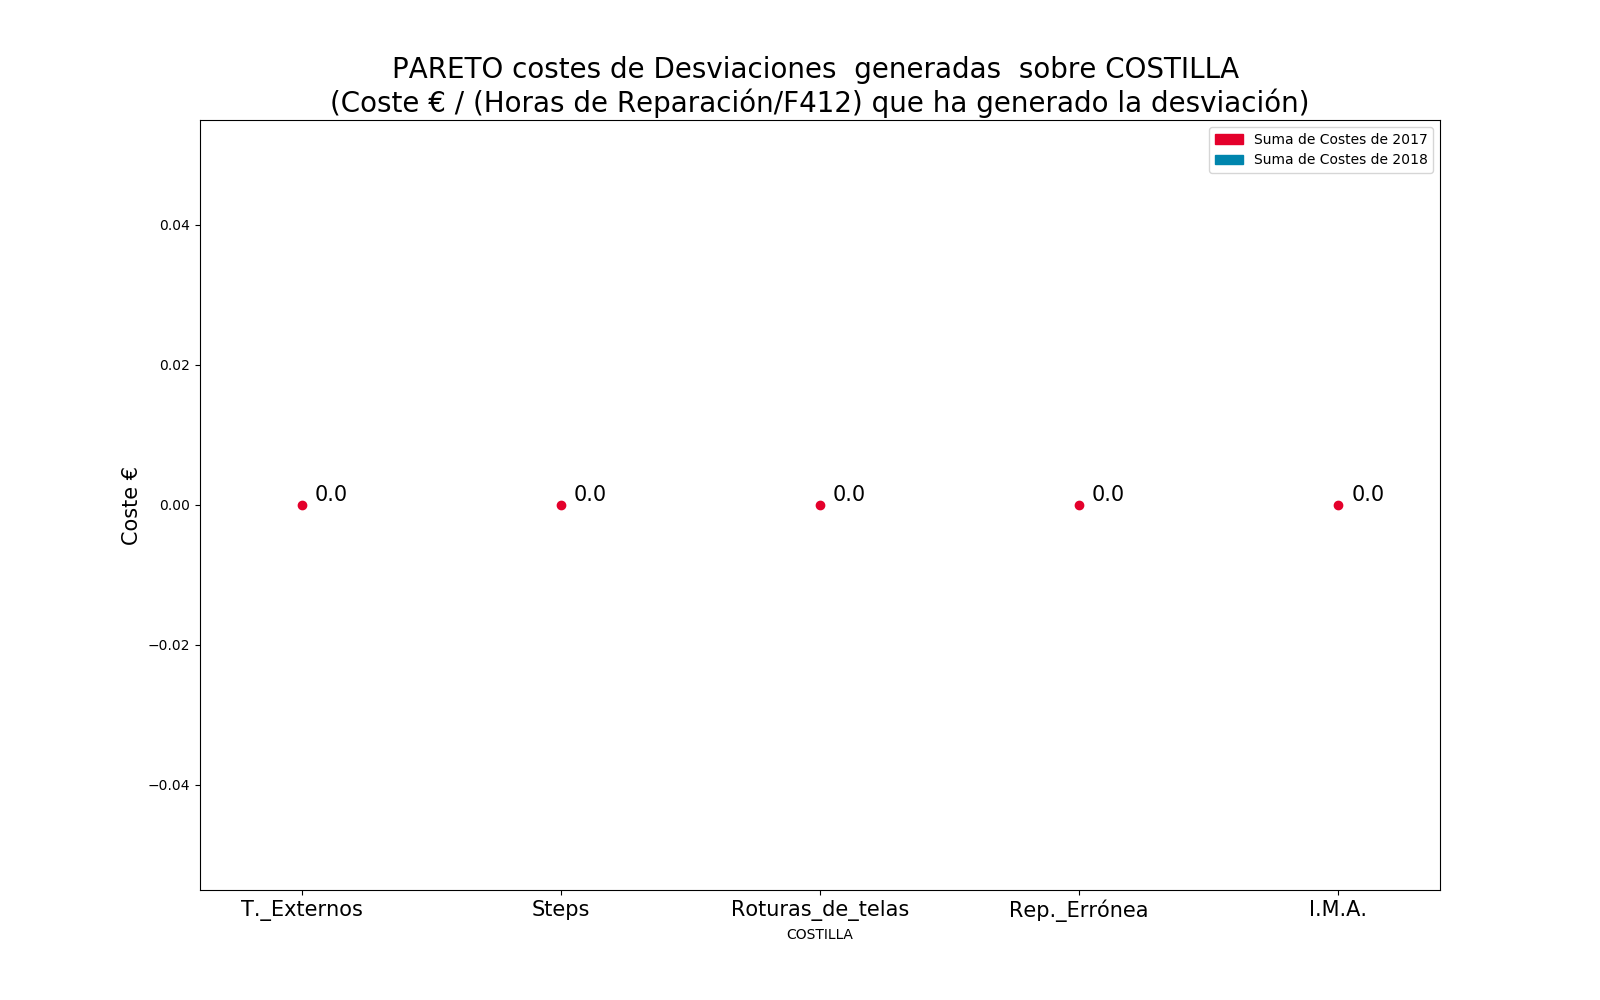 PARETO costes de Desviaciones  generadas  sobre COSTILLA
(Coste € / (Horas de Reparación/F412) que ha generado la desviación)
Suma de Costes de 2017
Suma de Costes de 2018
Coste €
0.04
0.02
0.00
−0.02
−0.04
0.0 0.0 0.0 0.0 0.0
T._Externos Steps Roturas_de_telas Rep._Errónea I.M.A.
COSTILLA